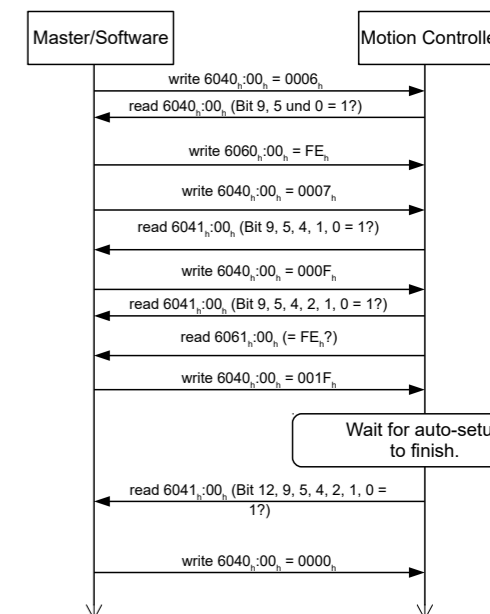 Master/Software
Motion Controlle
write 6040h:00h = 0006h
read 6040h:00h (Bit 9, 5 und 0 = 1?)
write 6060h:00h = FEh
write 6040h:00h = 0007h
read 6041h:00h (Bit 9, 5, 4, 1, 0 = 1?)
write 6040h:00h = 000Fh
read 6041h:00h (Bit 9, 5, 4, 2, 1, 0 = 1?)
read 6061h:00h (= FEh?)
write 6040h:00h = 001Fh
Wait for auto-setu
to finish.
read 6041h:00h (Bit 12, 9, 5, 4, 2, 1, 0 =
1?)
write 6040h:00h = 0000h